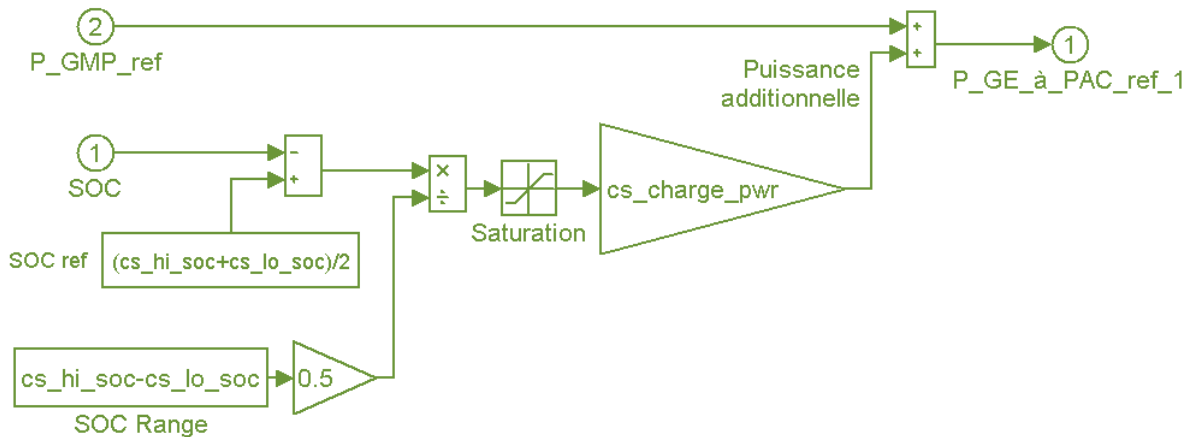 2
P_GMP_ref
+
+
1
P_GE_à_PAC_ref_1
Puissance
additionnelle
1
SOC
-
+
×
÷
Saturation
cs_charge_pwr
SOC ref
(cs_hi_soc+cs_lo_soc)/2
cs_hi_soc-cs_lo_soc
0.5
SOC Range